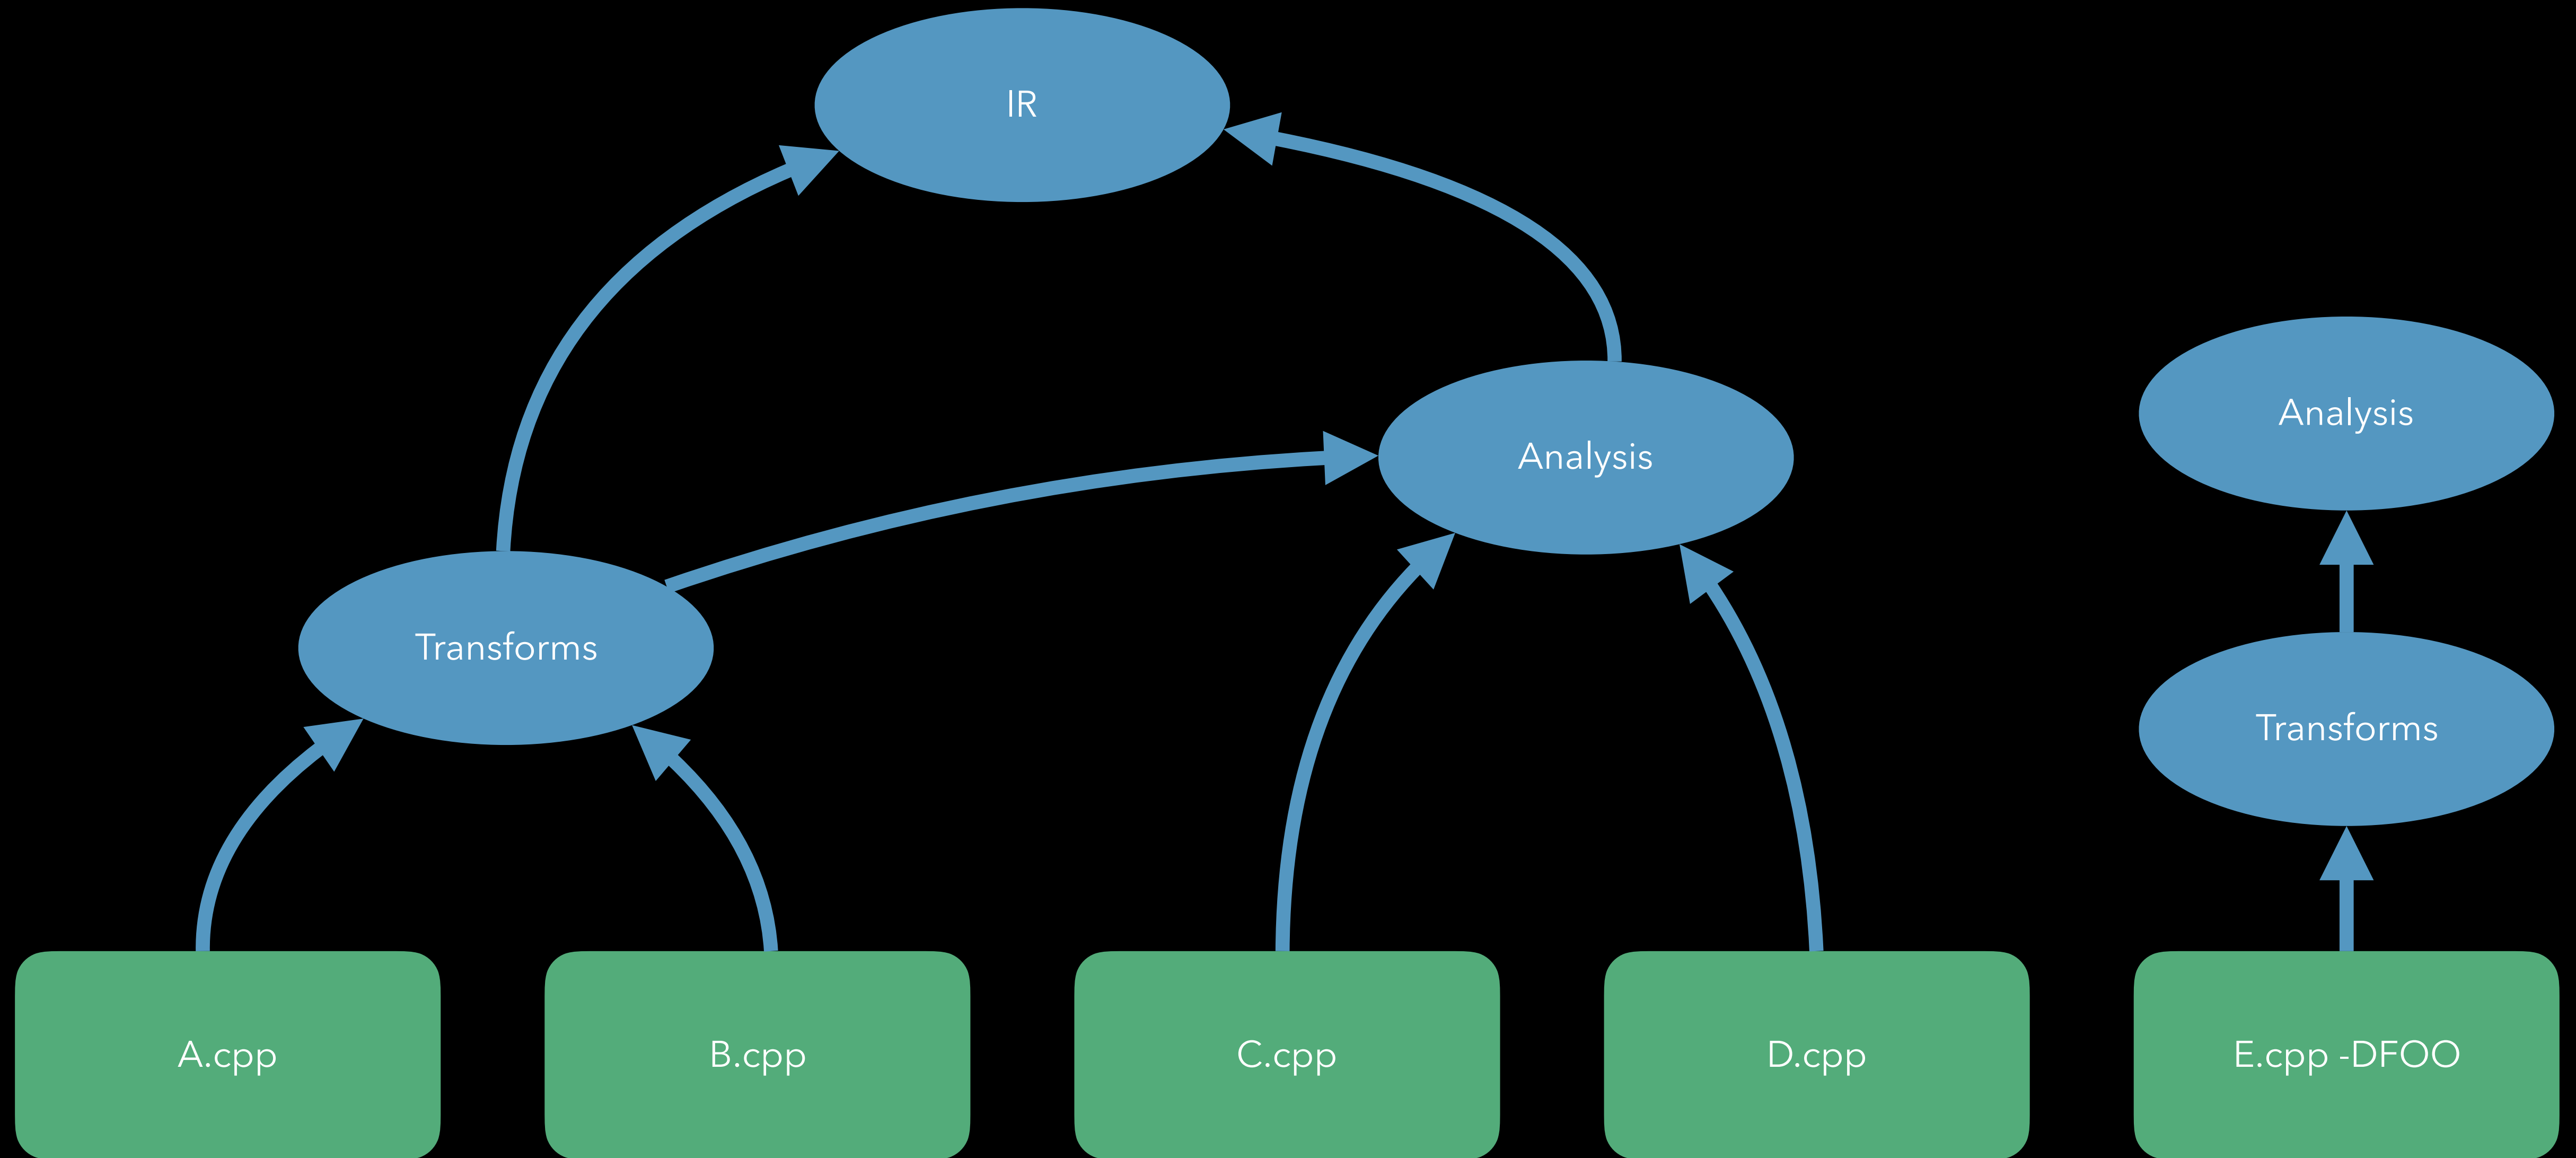 IR
Analysis
Analysis
Transforms
Transforms
A.cpp
B.cpp
C.cpp
D.cpp
E.cpp -DFOO